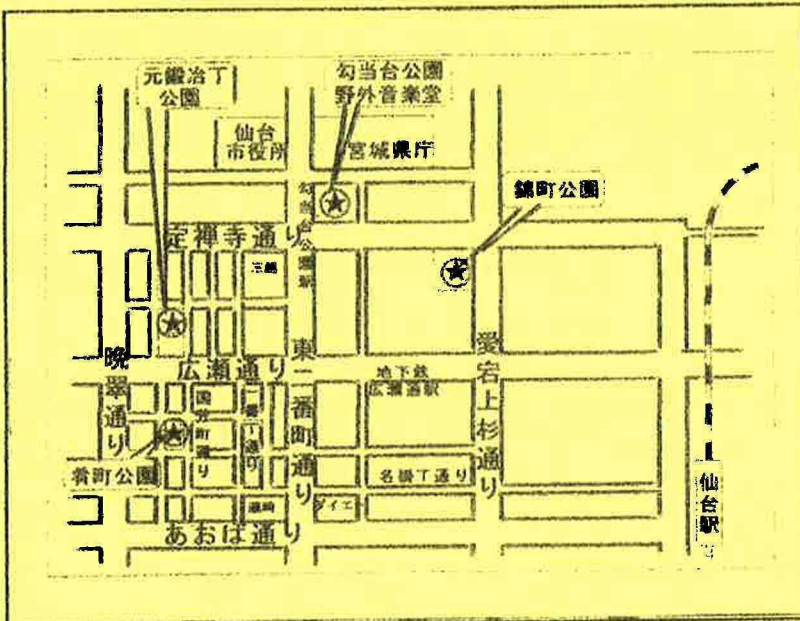 元鍛冶丁
公園
勾当台公園
野外音楽堂
仙台
市役所
宮城県庁
錦町公園
勾当台公園駅
定禅寺通り
三越
晩翠通り
広瀬通り
東二番町通り
地下鉄
広瀬通駅
愛宕上杉通り
国分町通り
一番丁通り
肴町公園
名掛丁通り
藤崎
ダイエー
あおば通り
仙台駅